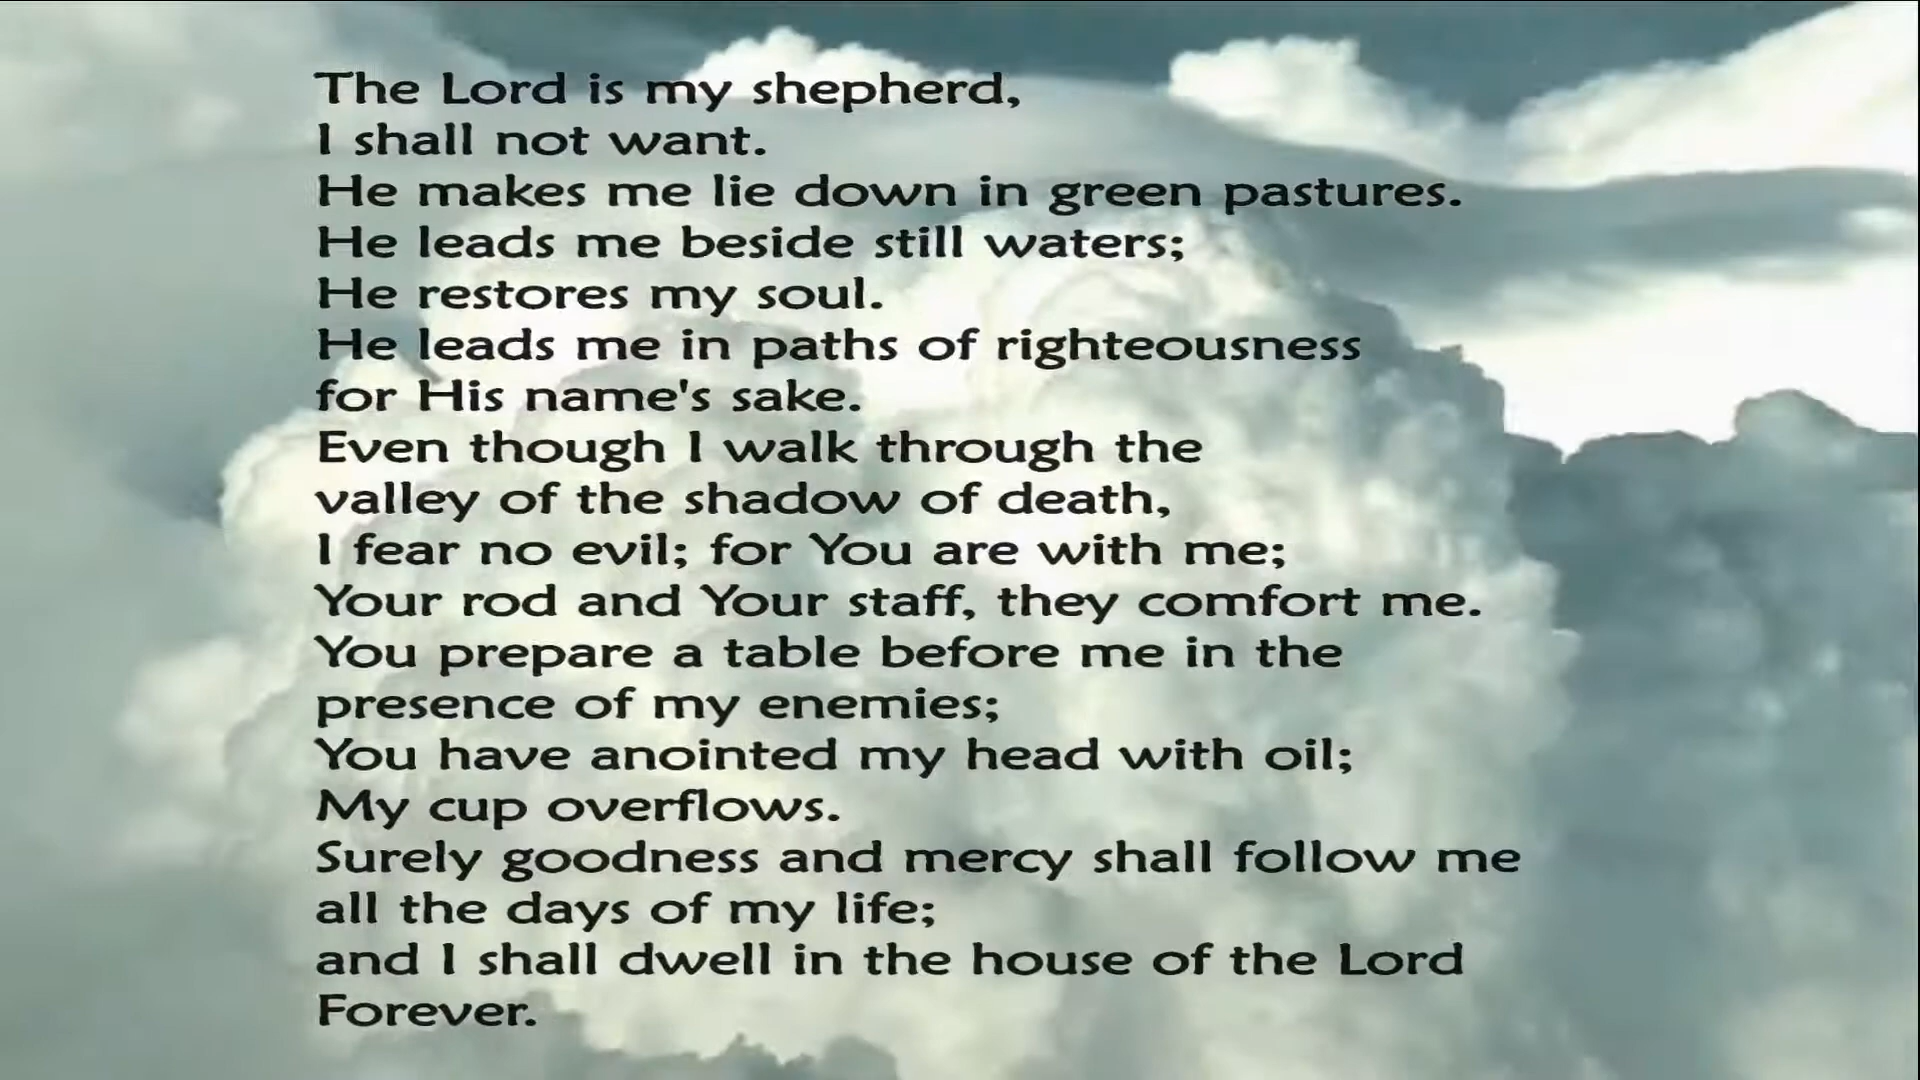 The Lord is my shepherd,
I shall not want.
He makes me lie down in green pastures.
He leads me beside still waters;
He restores my soul.
He leads me in paths of righteousness
for His name's sake.
Even though I walk through the
valley of the shadow of death,
I fear no evil; for You are with me;
Your rod and Your staff, they comfort me.
You prepare a table before me in the
presence of my enemies;
You have anointed my head with oil;
My cup overflows.
Surely goodness and mercy shall follow me
all the days of my life;
and I shall dwell in the house of the Lord
Forever.